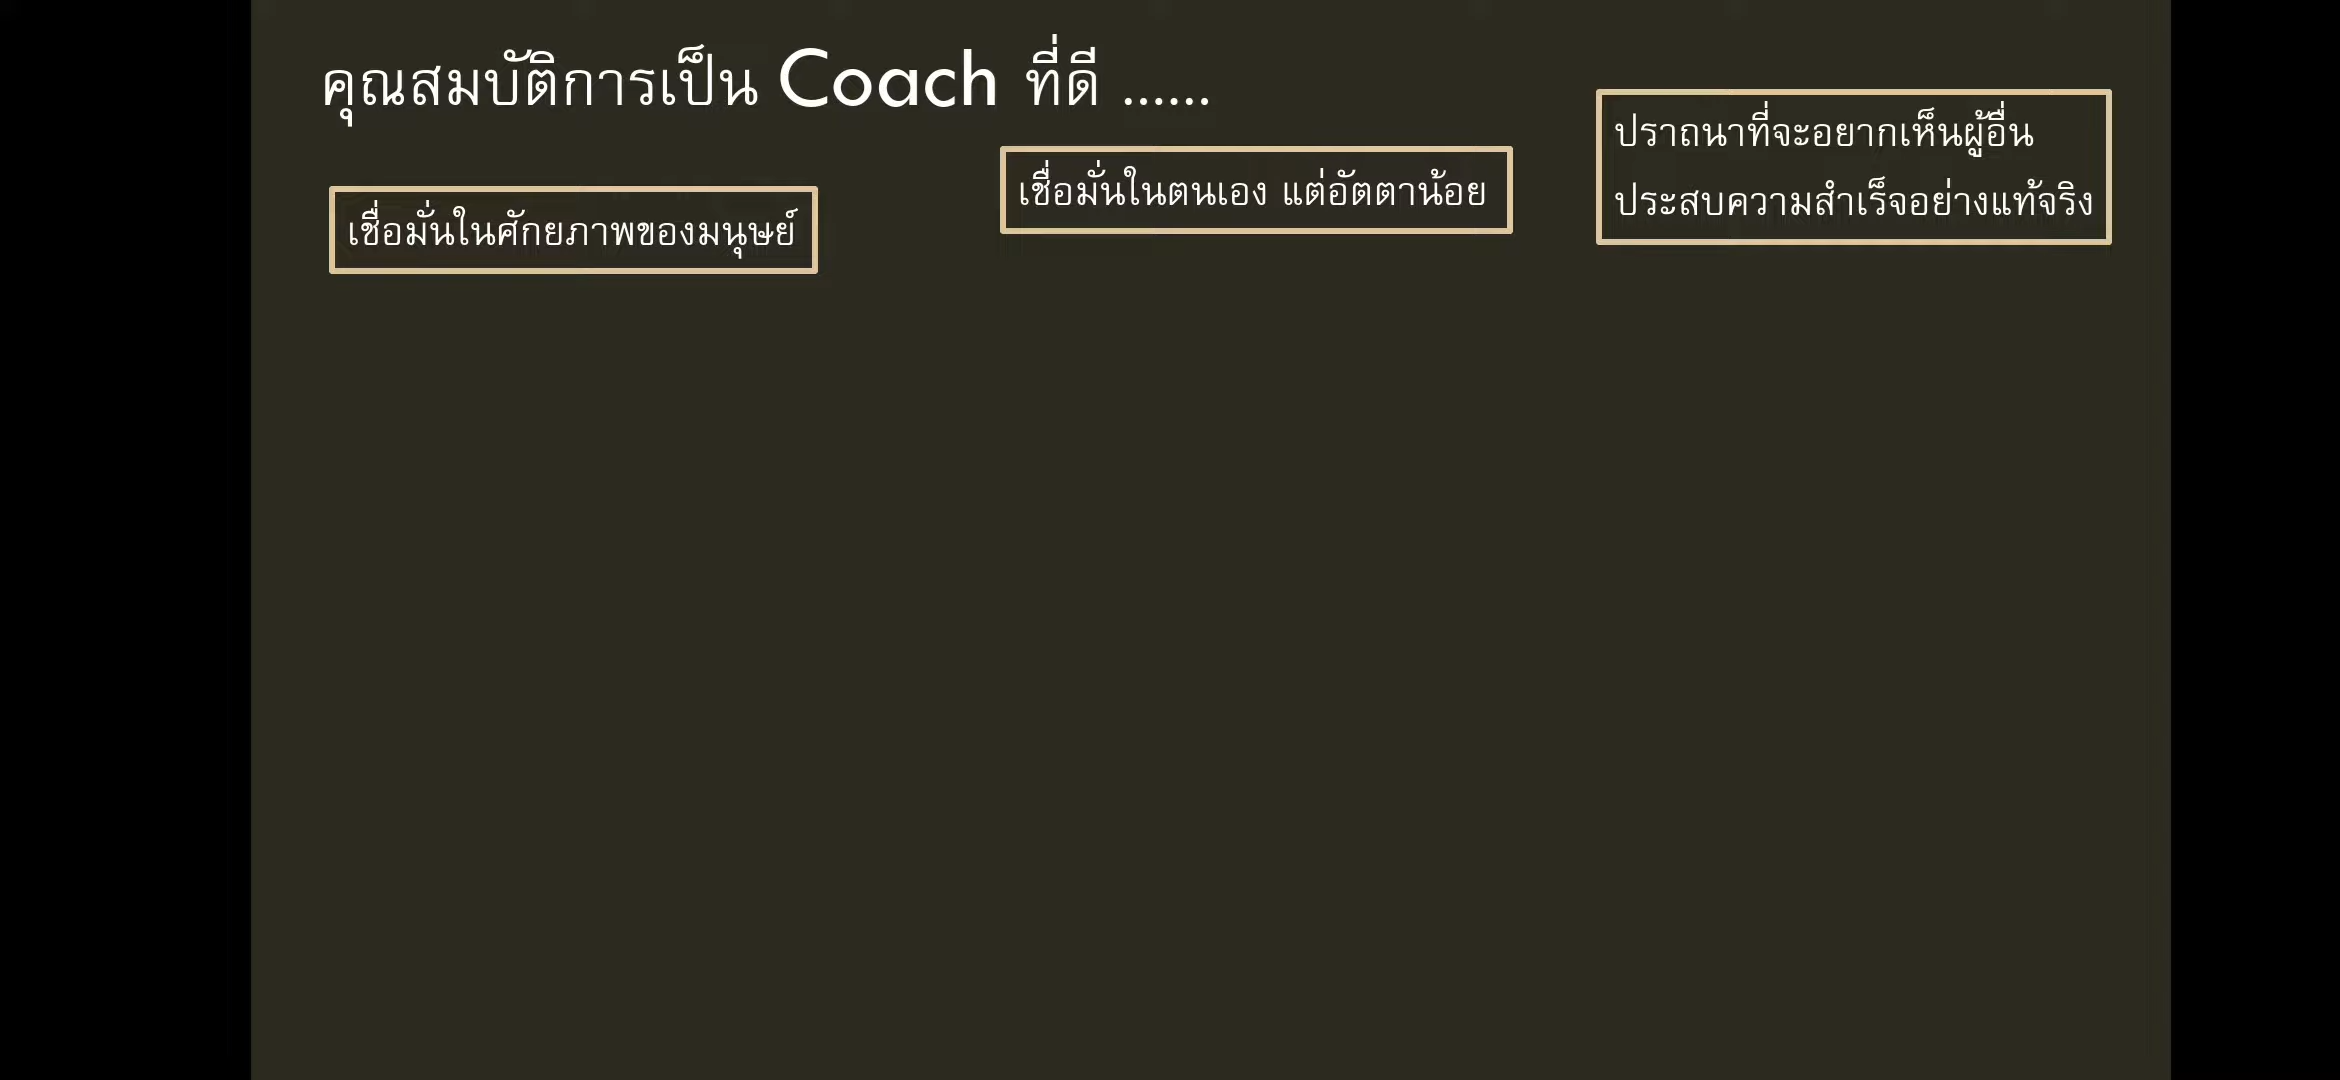 คุณสมบัติการเป็น Coach ที่ดี ......
เชื่อมั่นในศักยภาพของมนุษย์
เชื่อมั่นในตนเอง แต่อัตตาน้อย
ปราถนาที่จะอยากเห็นผู้อื่น
ประสบความสำเร็จอย่างแท้จริง